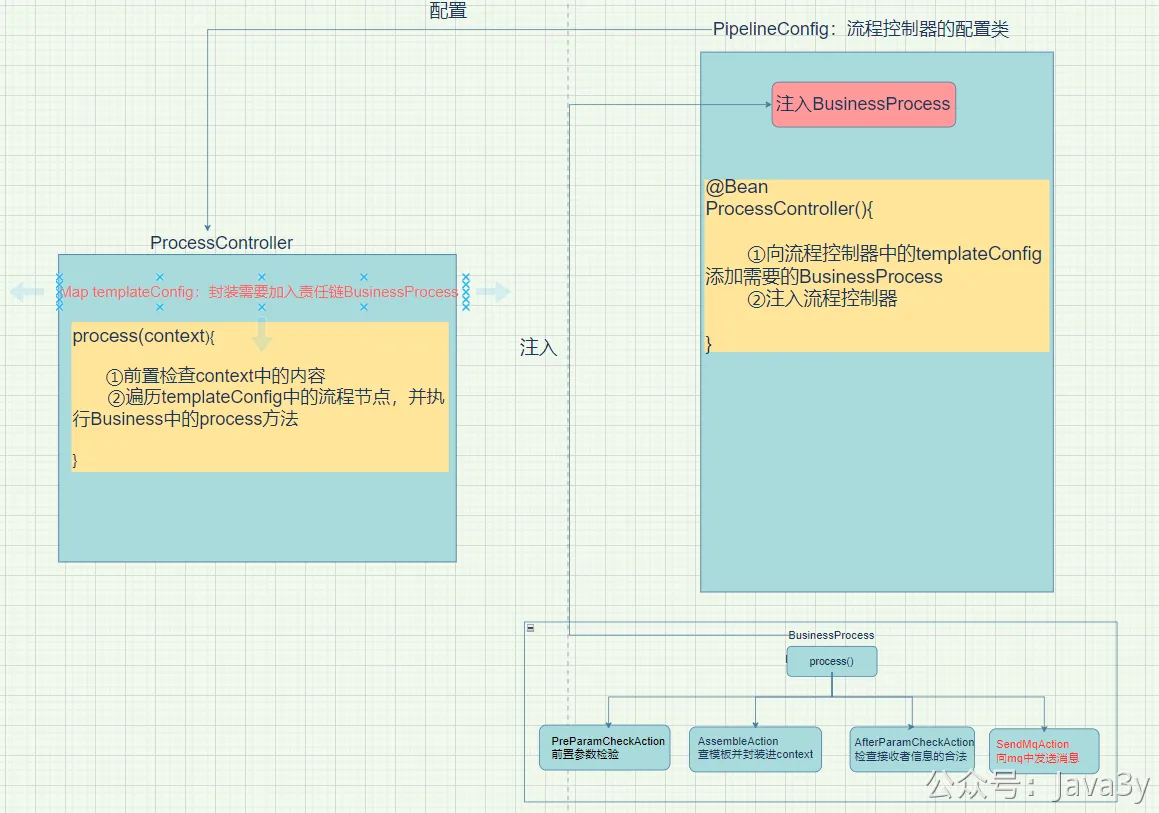 配置
PipelineConfig：流程控制器的配置类
注入BusinessProcess
@Bean
ProcessController(){
①向流程控制器中的templateConfig
添加需要的BusinessProcess
②注入流程控制器
}
ProcessController
Map templateConfig：封装需要加入责任链BusinessProcess
process(context){
①前置检查context中的内容
②遍历templateConfig中的流程节点，并执
行Business中的process方法
}
注入
BusinessProcess
process()
PreParamCheckAction
前置参数检验
AssembleAction
查模板并封装进context
AfterParamCheckAction
检查接收者信息的合法
SendMqAction
向mq中发送消息
公众号：Java3y